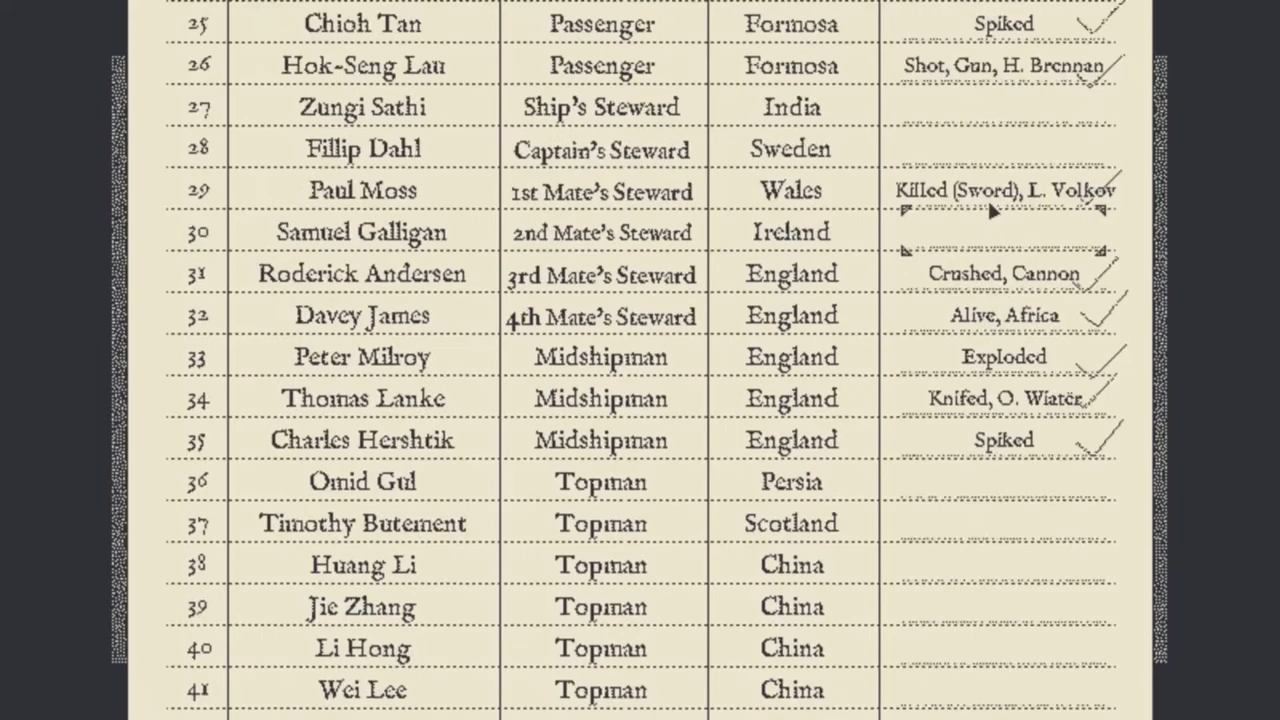 25 Chioh Tan Passenger Formosa Spiked
26 Hok-Seng Lau Passenger Formosa Shot, Gun, H. Brennan
27 Zungi Sathi Ship's Steward India
28 Fillip Dahl Captain's Steward Sweden
29 Paul Moss 1st Mate's Steward Wales Killed (Sword), L. Volkov
30 Samuel Galligan 2nd Mate's Steward Ireland
31 Roderick Andersen 3rd Mate's Steward England Crushed, Cannon
32 Davey James 4th Mate's Steward England Alive, Africa
33 Peter Milroy Midshipman England Exploded
34 Thomas Lanke Midshipman England Knifed, O. Wiater
35 Charles Hershtik Midshipman England Spiked
36 Omid Gul Topman Persia
37 Timothy Butement Topman Scotland
38 Huang Li Topman China
39 Jie Zhang Topman China
40 Li Hong Topman China
41 Wei Lee Topman China